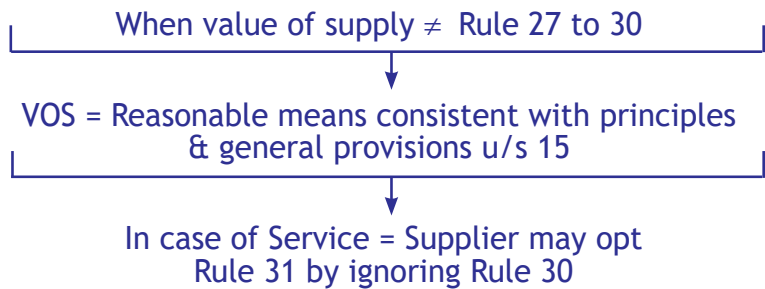 When value of supply ≠ Rule 27 to 30
VOS = Reasonable means consistent with principles
& general provisions u/s 15
In case of Service = Supplier may opt
Rule 31 by ignoring Rule 30